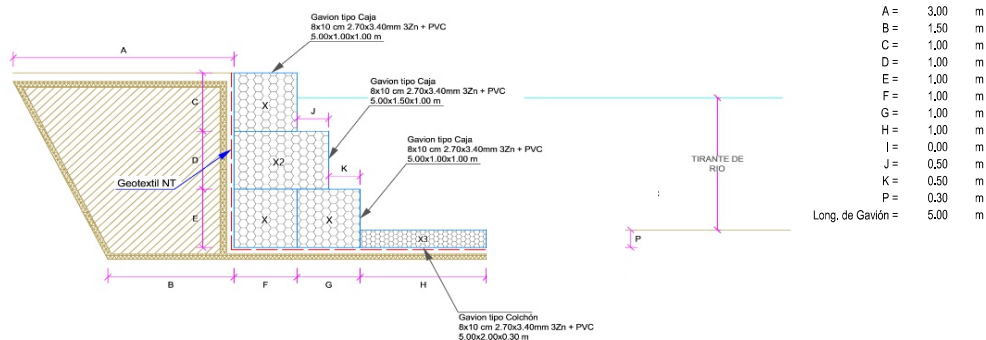 Gavion tipo Caja
8x10 cm 2.70x3.40mm 3Zn + PVC
5.00x1.00x1.00 m
A
Gavion tipo Caja
8x10 cm 2.70x3.40mm 3Zn + PVC
5.00x1.50x1.00 m
C
X
J
Gavion tipo Caja
8x10 cm 2.70x3.40mm 3Zn + PVC
5.00x1.00x1.00 m
D
X2
K
Geotextil NT
E
X
X
X3
B
F
G
H
Gavion tipo Colchón
8x10 cm 2.70x3.40mm 3Zn + PVC
5.00x2.00x0.30 m
TIRANTE DE
RIO
:
P
A = 3.00 m
B = 1.50 m
C = 1.00 m
D = 1.00 m
E = 1.00 m
F = 1.00 m
G = 1.00 m
H = 1.00 m
I = 0.00 m
J = 0.50 m
K = 0.50 m
P = 0.30 m
Long. de Gavión = 5.00 m